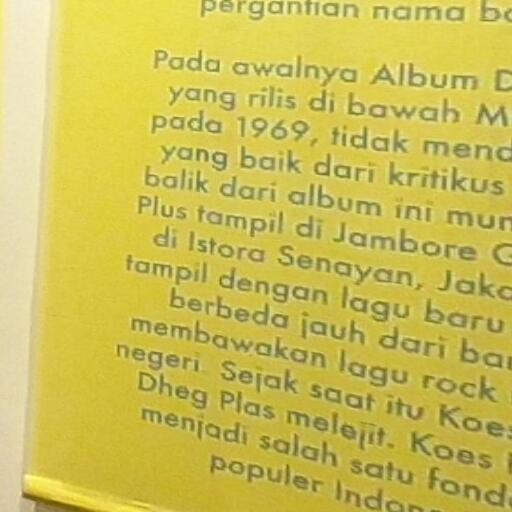 pergantian nama
Pada awalnya Album
yang rilis di bawah
pada 1969, tidak
yang baik dari kritikus
balik dari album ini
Plus tampil di Jambore
di Istora Senayan,
tampil dengan lagu baru
berbeda jauh dari
membawakan lagu rock
negeri. Sejak saat itu
Dheg Plas melejit. Koes
menjadi salah satu
populer